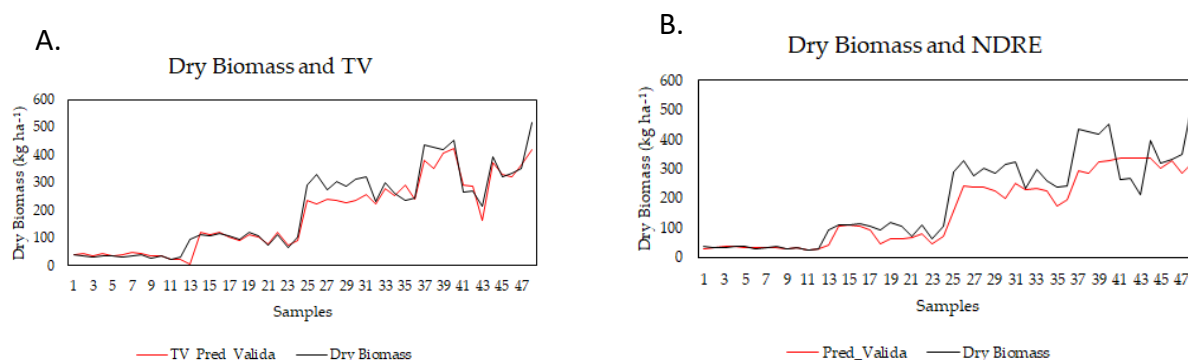 A.
Dry Biomass and TV
Dry Biomass (kg ha⁻¹)
600
500
400
300
200
100
0
1 3 5 7 9 11 13 15 17 19 21 23 25 27 29 31 33 35 37 39 41 43 45 47
Samples
TV_Pred_Valida Dry Biomass
B.
Dry Biomass and NDRE
Dry Biomass (kg ha⁻¹)
600
500
400
300
200
100
0
1 3 5 7 9 11 13 15 17 19 21 23 25 27 29 31 33 35 37 39 41 43 45 47
Samples
Pred_Valida Dry Biomass